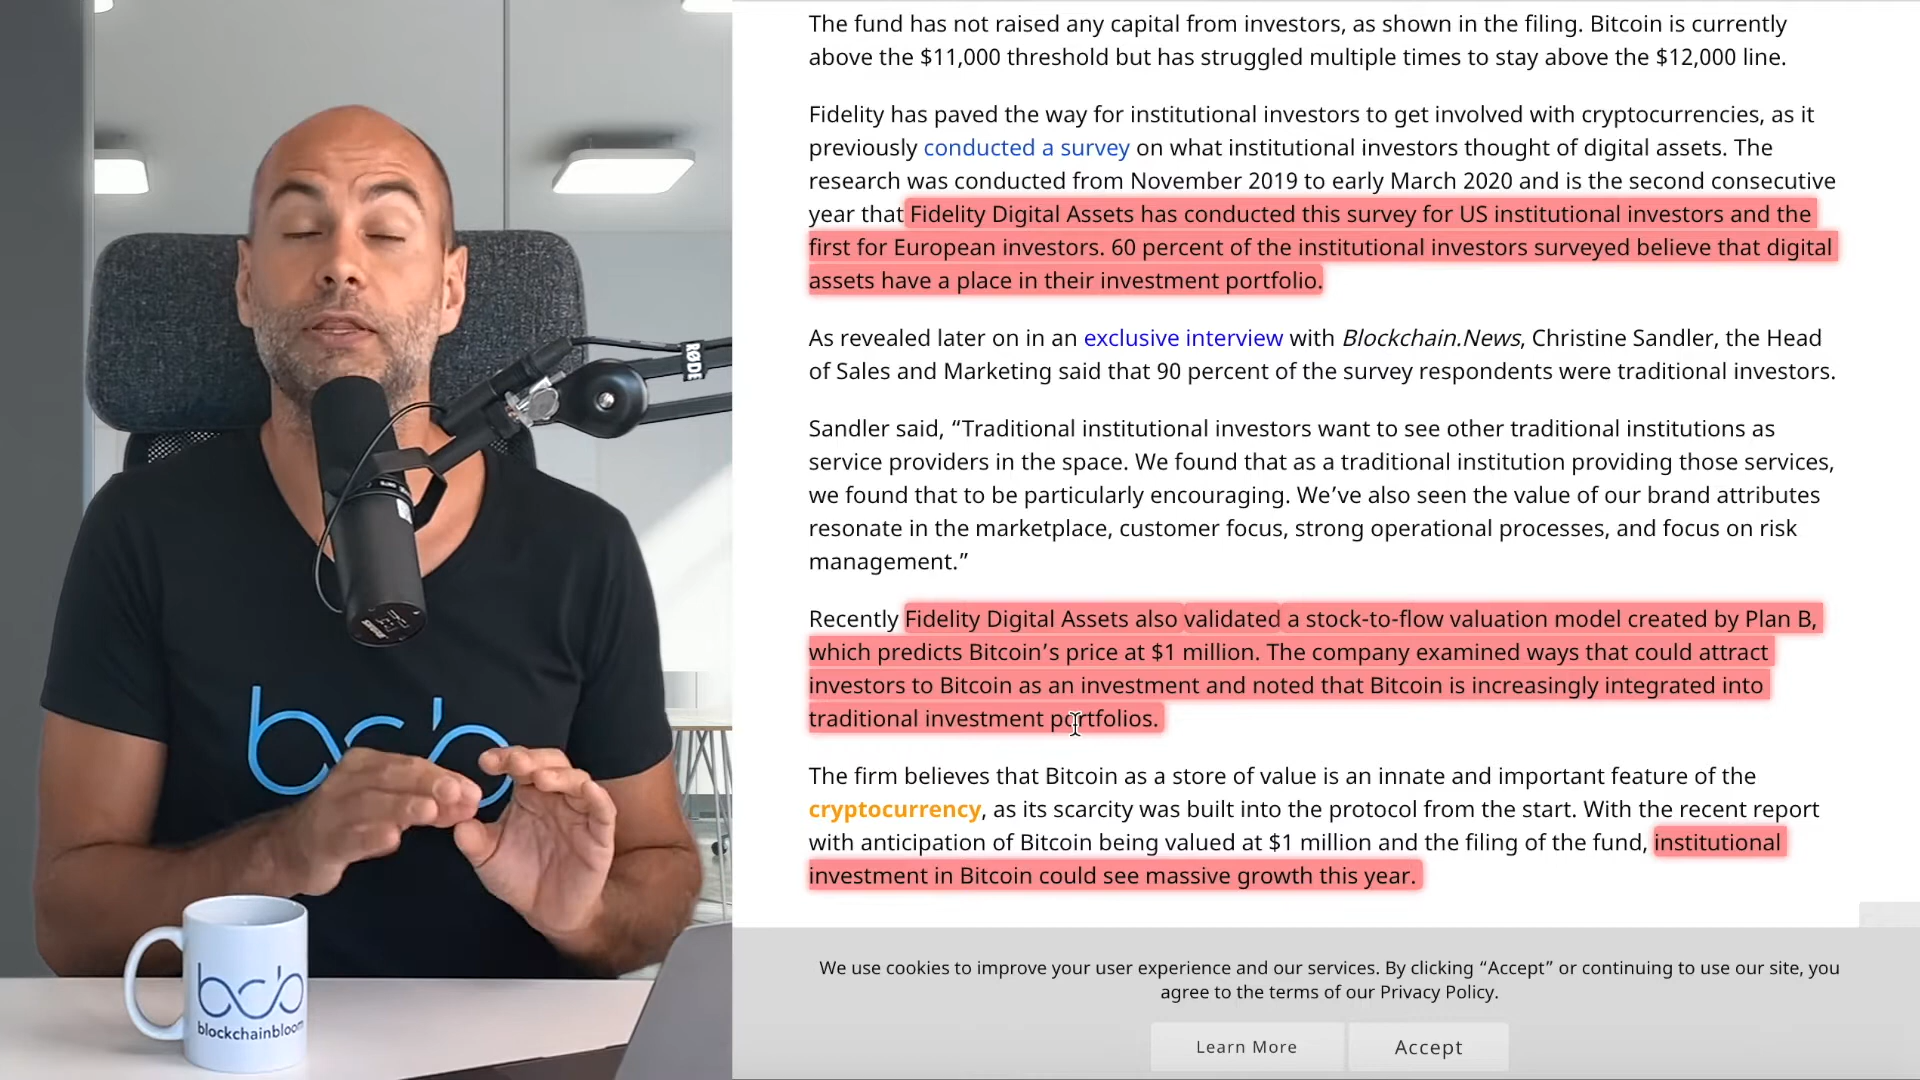 The fund has not raised any capital from investors, as shown in the filing. Bitcoin is currently
above the $11,000 threshold but has struggled multiple times to stay above the $12,000 line.
Fidelity has paved the way for institutional investors to get involved with cryptocurrencies, as it
previously conducted a survey on what institutional investors thought of digital assets. The
research was conducted from November 2019 to early March 2020 and is the second consecutive
year that Fidelity Digital Assets has conducted this survey for US institutional investors and the
first for European investors. 60 percent of the institutional investors surveyed believe that digital
assets have a place in their investment portfolio.
As revealed later on in an exclusive interview with Blockchain.News, Christine Sandler, the Head
of Sales and Marketing said that 90 percent of the survey respondents were traditional investors.
Sandler said, “Traditional institutional investors want to see other traditional institutions as
service providers in the space. We found that as a traditional institution providing those services,
we found that to be particularly encouraging. We’ve also seen the value of our brand attributes
resonate in the marketplace, customer focus, strong operational processes, and focus on risk
management.”
Recently Fidelity Digital Assets also validated a stock-to-flow valuation model created by Plan B,
which predicts Bitcoin’s price at $1 million. The company examined ways that could attract
investors to Bitcoin as an investment and noted that Bitcoin is increasingly integrated into
traditional investment portfolios.
The firm believes that Bitcoin as a store of value is an innate and important feature of the
cryptocurrency, as its scarcity was built into the protocol from the start. With the recent report
with anticipation of Bitcoin being valued at $1 million and the filing of the fund, institutional
investment in Bitcoin could see massive growth this year.
We use cookies to improve your user experience and our services. By clicking “Accept” or continuing to use our site, you
agree to the terms of our Privacy Policy.
Learn More
Accept
RØDE
bcb
bcb
blockchainbloom